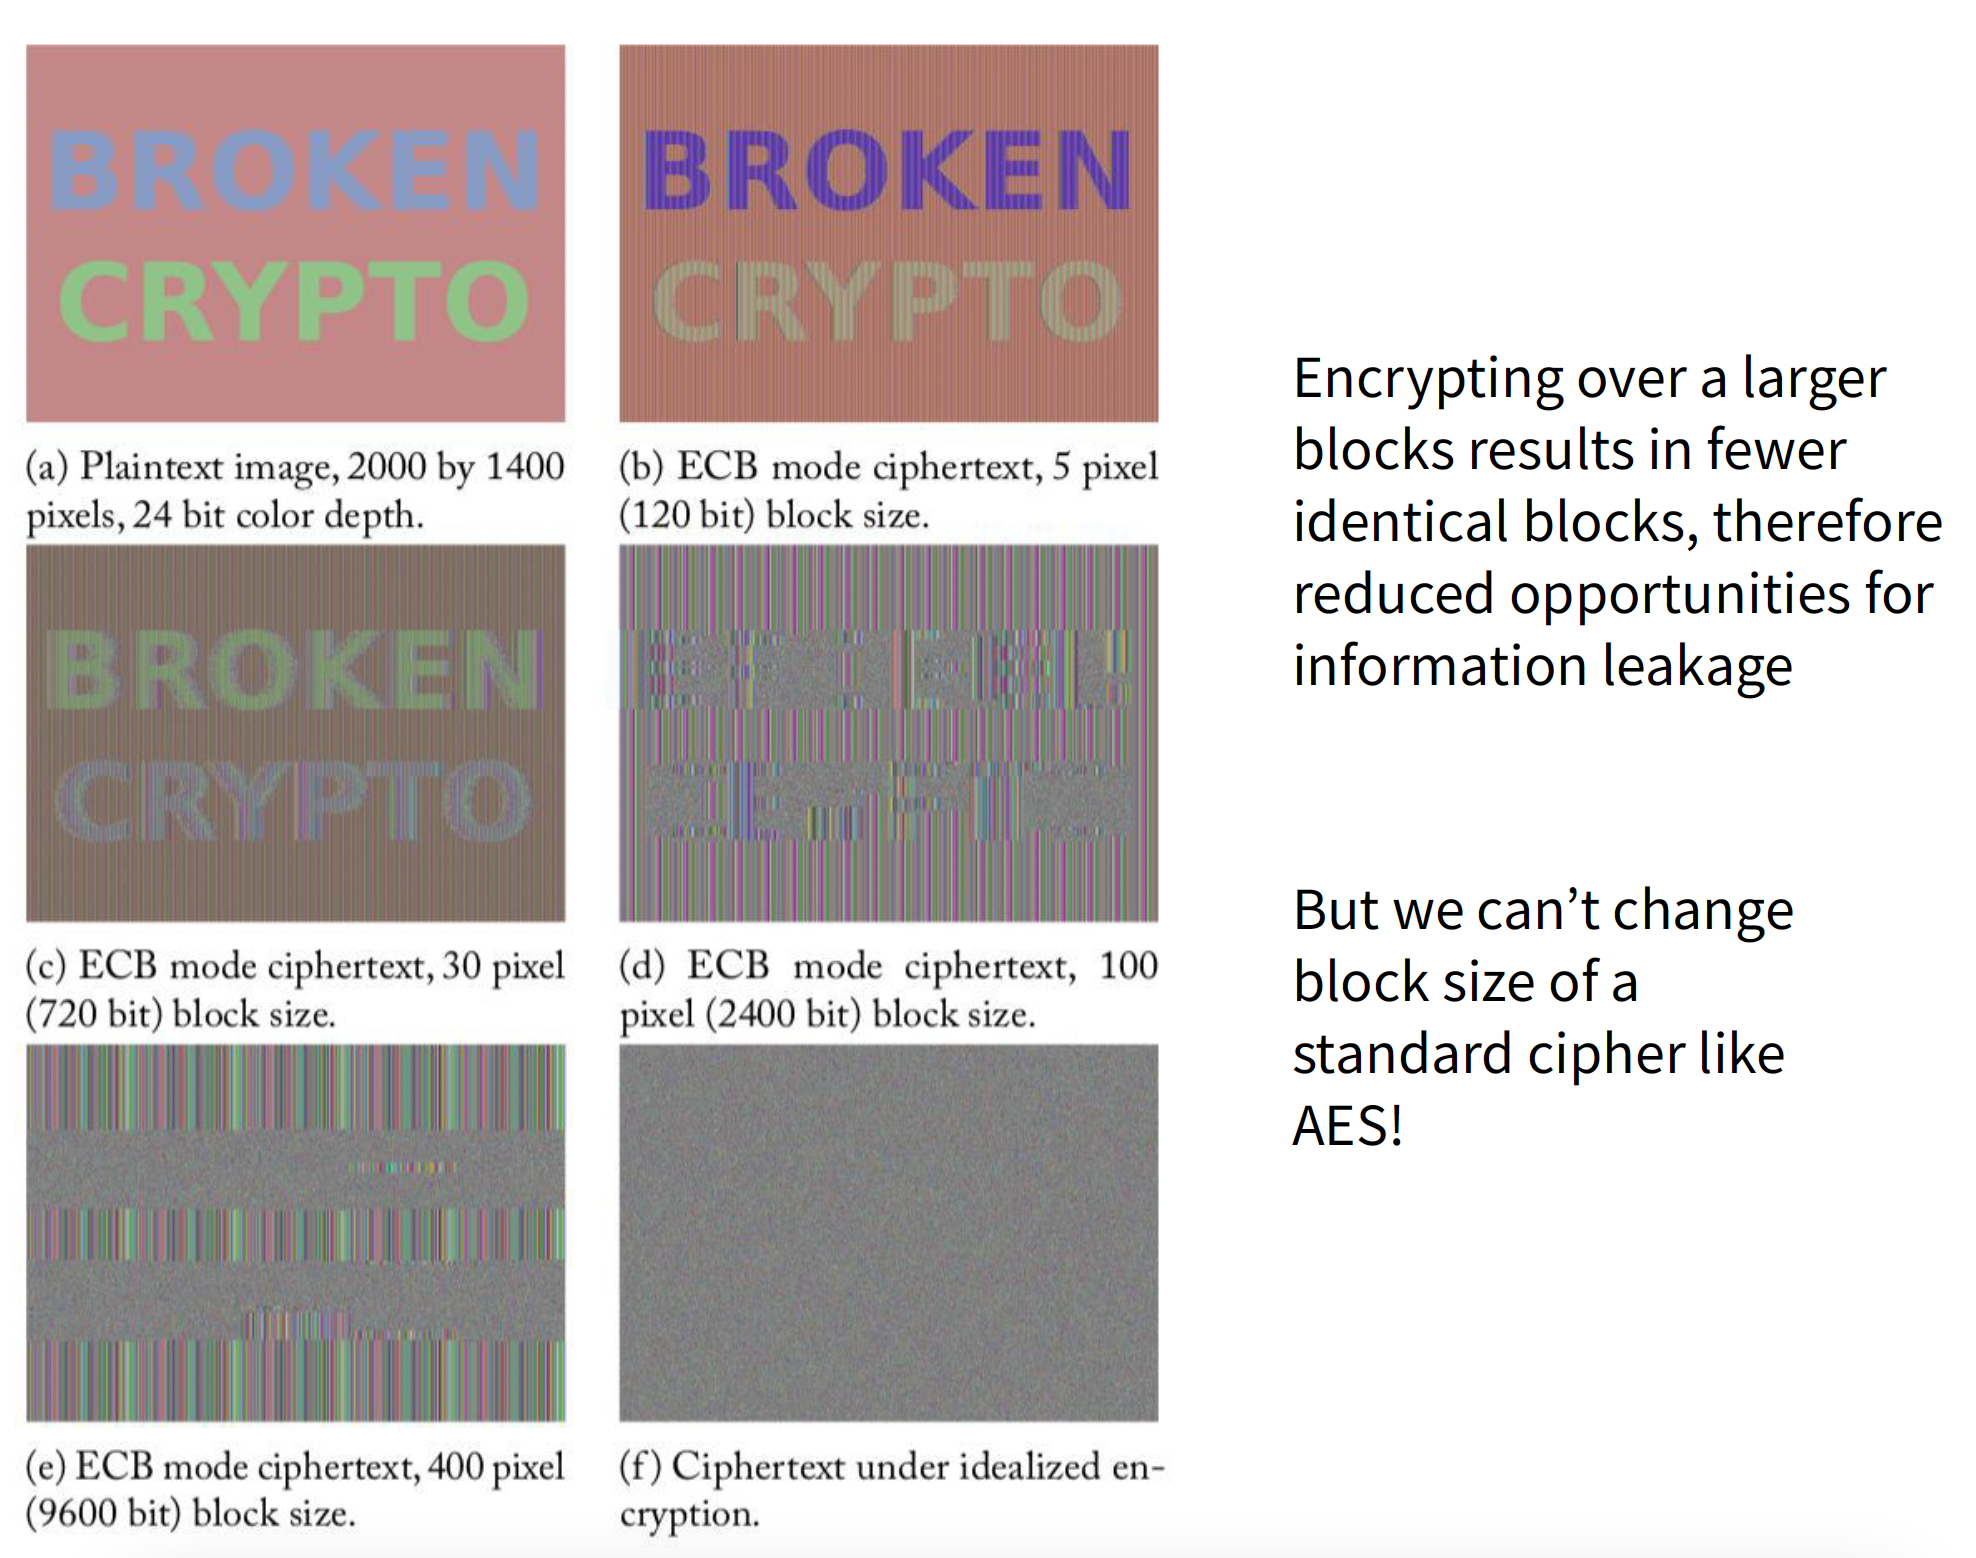 BROKEN
CRYPTO
(a) Plaintext image, 2000 by 1400
pixels, 24 bit color depth.
BROKEN
CRYPTO
(b) ECB mode ciphertext, 5 pixel
(120 bit) block size.
BROKEN
CRYPTO
(c) ECB mode ciphertext, 30 pixel
(720 bit) block size.
(d) ECB mode ciphertext, 100
pixel (2400 bit) block size.
(e) ECB mode ciphertext, 400 pixel
(9600 bit) block size.
(f) Ciphertext under idealized en-
cryption.
Encrypting over a larger
blocks results in fewer
identical blocks, therefore
reduced opportunities for
information leakage
But we can’t change
block size of a
standard cipher like
AES!